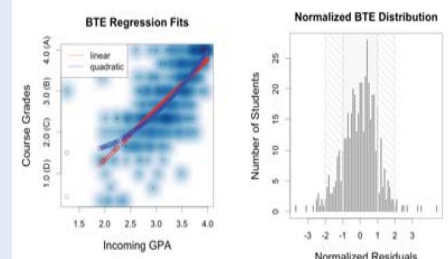 BTE Regression Fits
linear
quadratic
Course Grades
1.0 (D)
2.0 (C)
3.0 (B)
4.0 (A)
1.5
2.0
2.5
3.0
3.5
4.0
Incoming GPA
Normalized BTE Distribution
Number of Students
0
5
10
15
20
25
-3
-2
-1
0
1
2
3
Normalized Residuals